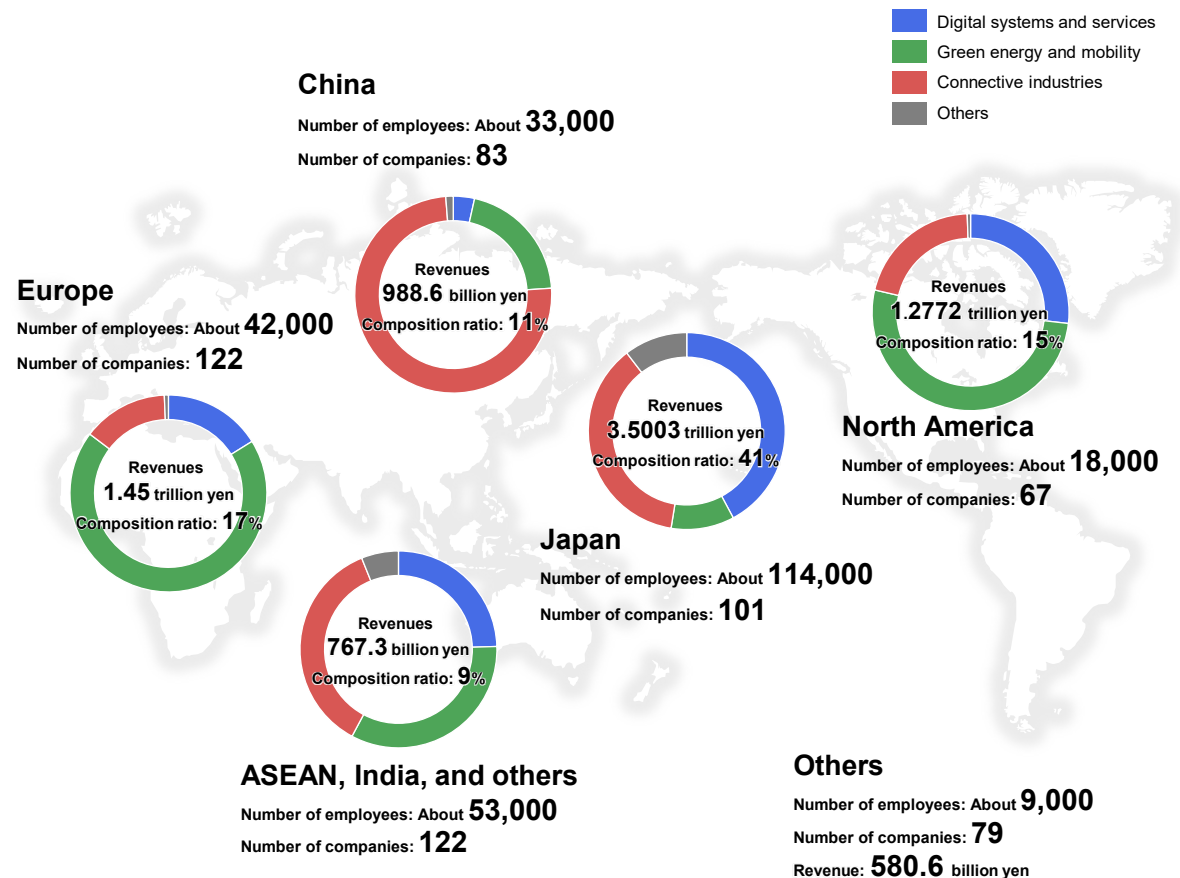 Digital systems and services
Green energy and mobility
Connective industries
Others
China
Number of employees: About 33,000
Number of companies: 83
Revenues
988.6 billion yen
Composition ratio: 11%
Europe
Number of employees: About 42,000
Number of companies: 122
Revenues
1.45 trillion yen
Composition ratio: 17%
Revenues
1.2772 trillion yen
Composition ratio: 15%
North America
Number of employees: About 18,000
Number of companies: 67
Revenues
3.5003 trillion yen
Composition ratio: 41%
Japan
Number of employees: About 114,000
Number of companies: 101
Revenues
767.3 billion yen
Composition ratio: 9%
ASEAN, India, and others
Number of employees: About 53,000
Number of companies: 122
Others
Number of employees: About 9,000
Number of companies: 79
Revenue: 580.6 billion yen